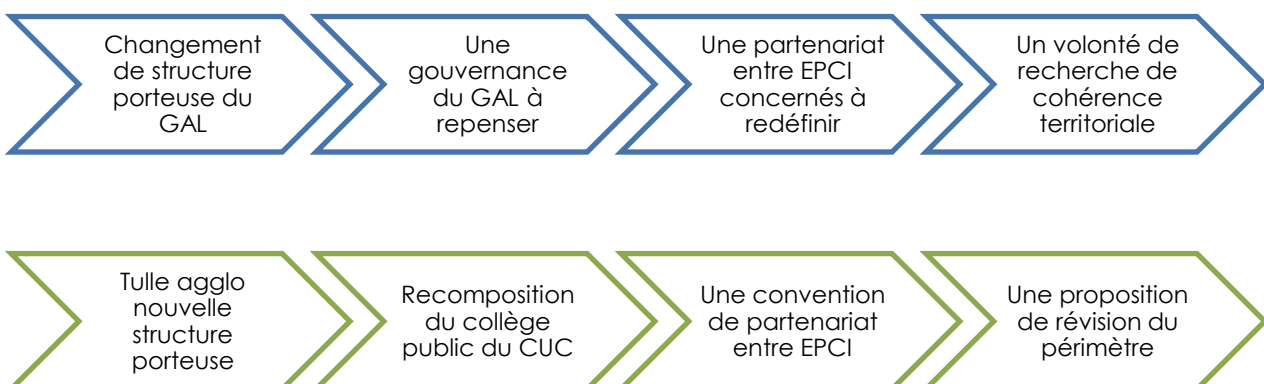 Changement
de structure
porteuse du
GAL
Une
gouvernance
du GAL à
repenser
Une partenariat
entre EPCI
concernés à
redéfinir
Un volonté de
recherche de
cohérence
territoriale
Tulle agglo
nouvelle
structure
porteuse
Recomposition
du collège
public du CUC
Une convention
de partenariat
entre EPCI
Une proposition
de révision du
périmètre